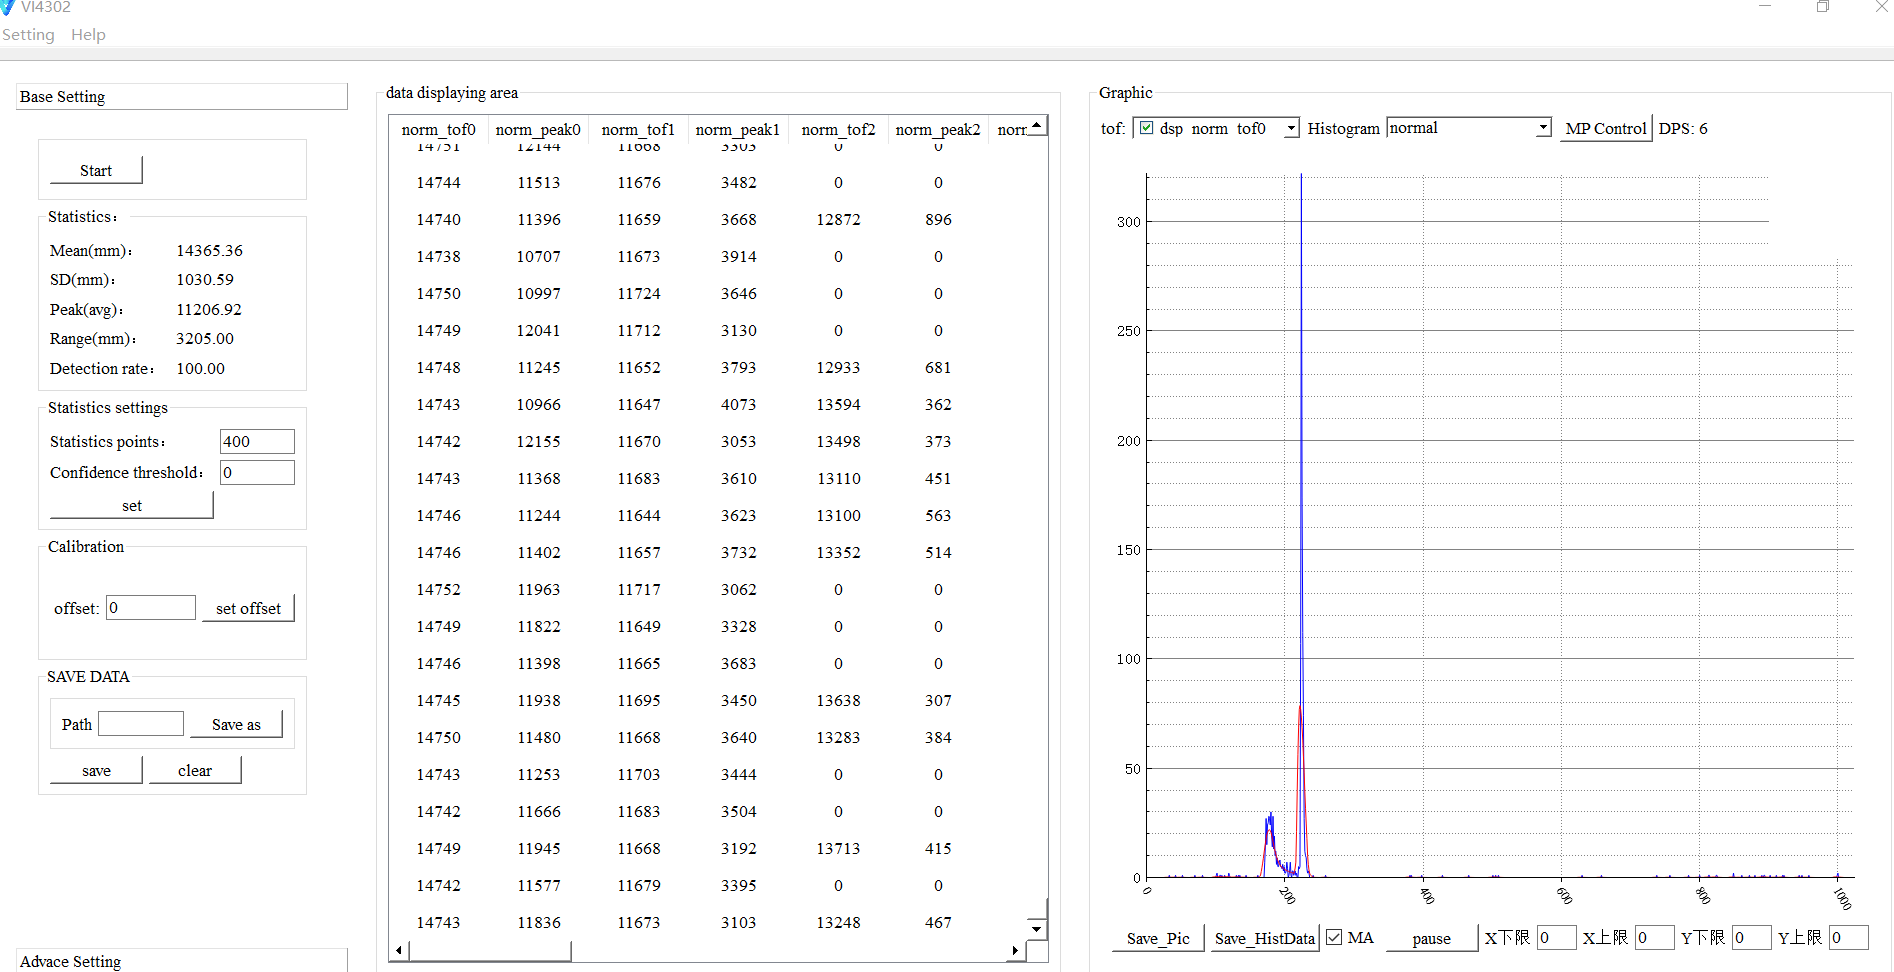 VI4302
Setting Help
Base Setting
Start
Statistics：
Mean(mm)： 14365.36
SD(mm)： 1030.59
Peak(avg)： 11206.92
Range(mm)： 3205.00
Detection rate： 100.00
Statistics settings
Statistics points： 400
Confidence threshold： 0
set
Calibration
offset: 0 set offset
SAVE DATA
Path Save as
save clear
Advace Setting
data displaying area
norm_tof0 norm_peak0 norm_tof1 norm_peak1 norm_tof2 norm_peak2 norm
14751 12144 11668 3303 0 0
14744 11513 11676 3482 0 0
14740 11396 11659 3668 12872 896
14738 10707 11673 3914 0 0
14750 10997 11724 3646 0 0
14749 12041 11712 3130 0 0
14748 11245 11652 3793 12933 681
14743 10966 11647 4073 13594 362
14742 12155 11670 3053 13498 373
14743 11368 11683 3610 13110 451
14746 11244 11644 3623 13100 563
14746 11402 11657 3732 13352 514
14752 11963 11717 3062 0 0
14749 11822 11649 3328 0 0
14746 11398 11665 3683 0 0
14745 11938 11695 3450 13638 307
14750 11480 11668 3640 13283 384
14743 11253 11703 3444 0 0
14742 11666 11683 3504 0 0
14749 11945 11668 3192 13713 415
14742 11577 11679 3395 0 0
14743 11836 11673 3103 13248 467
Graphic
tof: dsp norm tof0 Histogram normal MP Control DPS: 6
300
250
200
150
100
50
0
0 200 400 600 800 1000
Save_Pic Save_HistData MA pause X下限 0 X上限 0 Y下限 0 Y上限 0